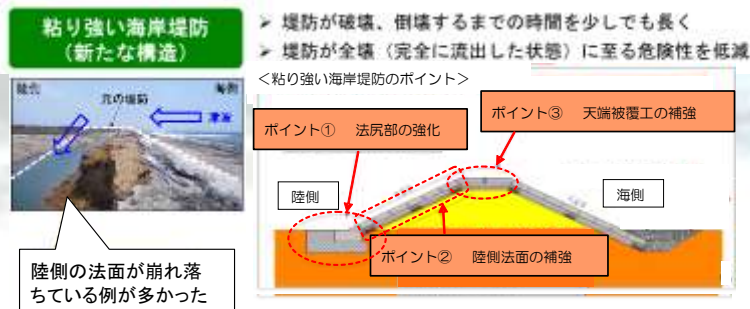 粘り強い海岸堤防
（新たな構造）
➢ 堤防が破壊、倒壊するまでの時間を少しでも長く
➢ 堤防が全壊（完全に流出した状態）に至る危険性を低減
＜粘り強い海岸堤防のポイント＞
陸側
海側
元の堤防
津波
ポイント① 法尻部の強化
ポイント③ 天端被覆工の補強
陸側
海側
ポイント② 陸側法面の補強
陸側の法面が崩れ落
ちている例が多かった